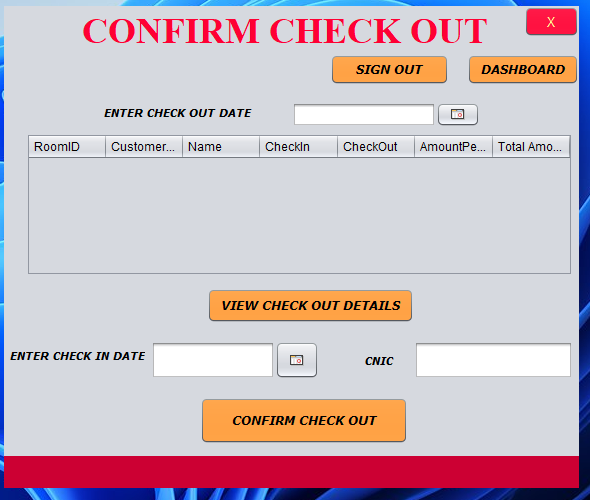 CONFIRM CHECK OUT
X
SIGN OUT
DASHBOARD
ENTER CHECK OUT DATE
RoomID Customer... Name CheckIn CheckOut AmountPe... Total Amo...
VIEW CHECK OUT DETAILS
ENTER CHECK IN DATE
CNIC
CONFIRM CHECK OUT